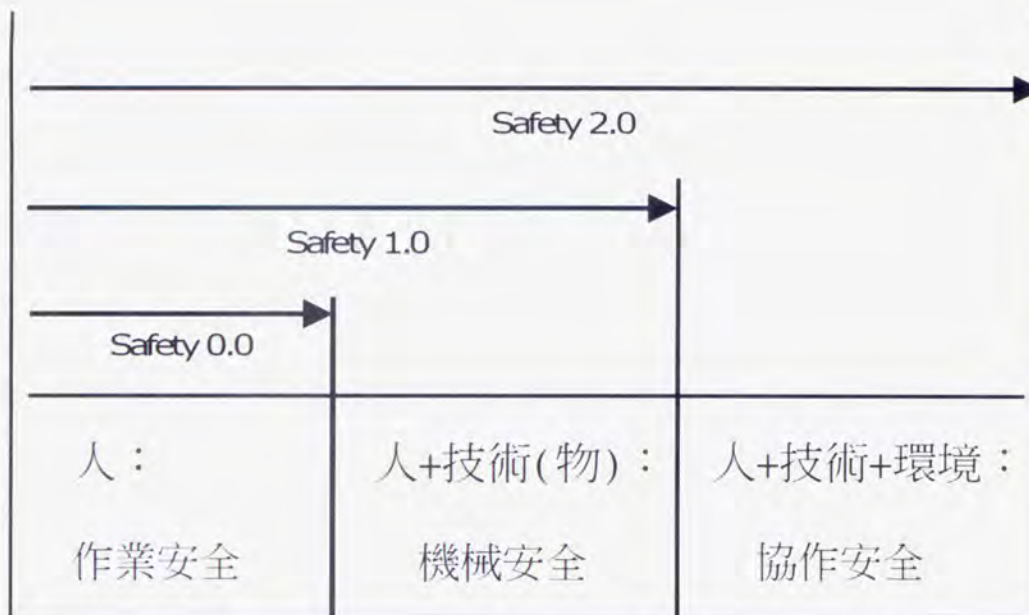 Safety 2.0
Safety 1.0
Safety 0.0
人：
作業安全
人+技術(物)：
機械安全
人+技術+環境：
協作安全